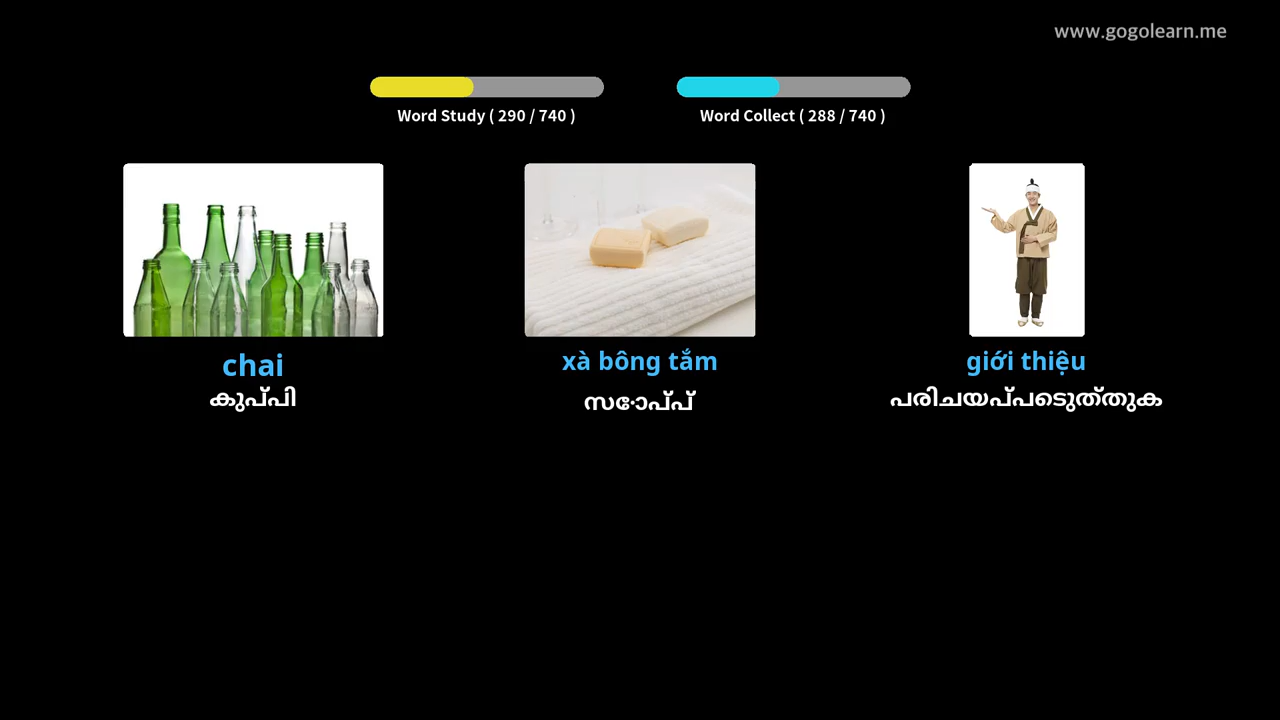 www.gogolearn.me
Word Study ( 290 / 740 )
Word Collect ( 288 / 740 )
chai
xà bông tắm
giới thiệu
കുപ്പി
സോപ്പ്
പരിചയപ്പടെുത്തുക